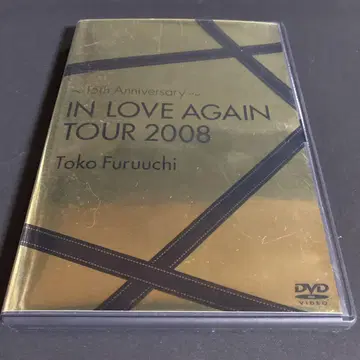 ~ 15th Anniversary ~
IN LOVE AGAIN
TOUR 2008
Toko Furuuchi
DVD
VIDEO